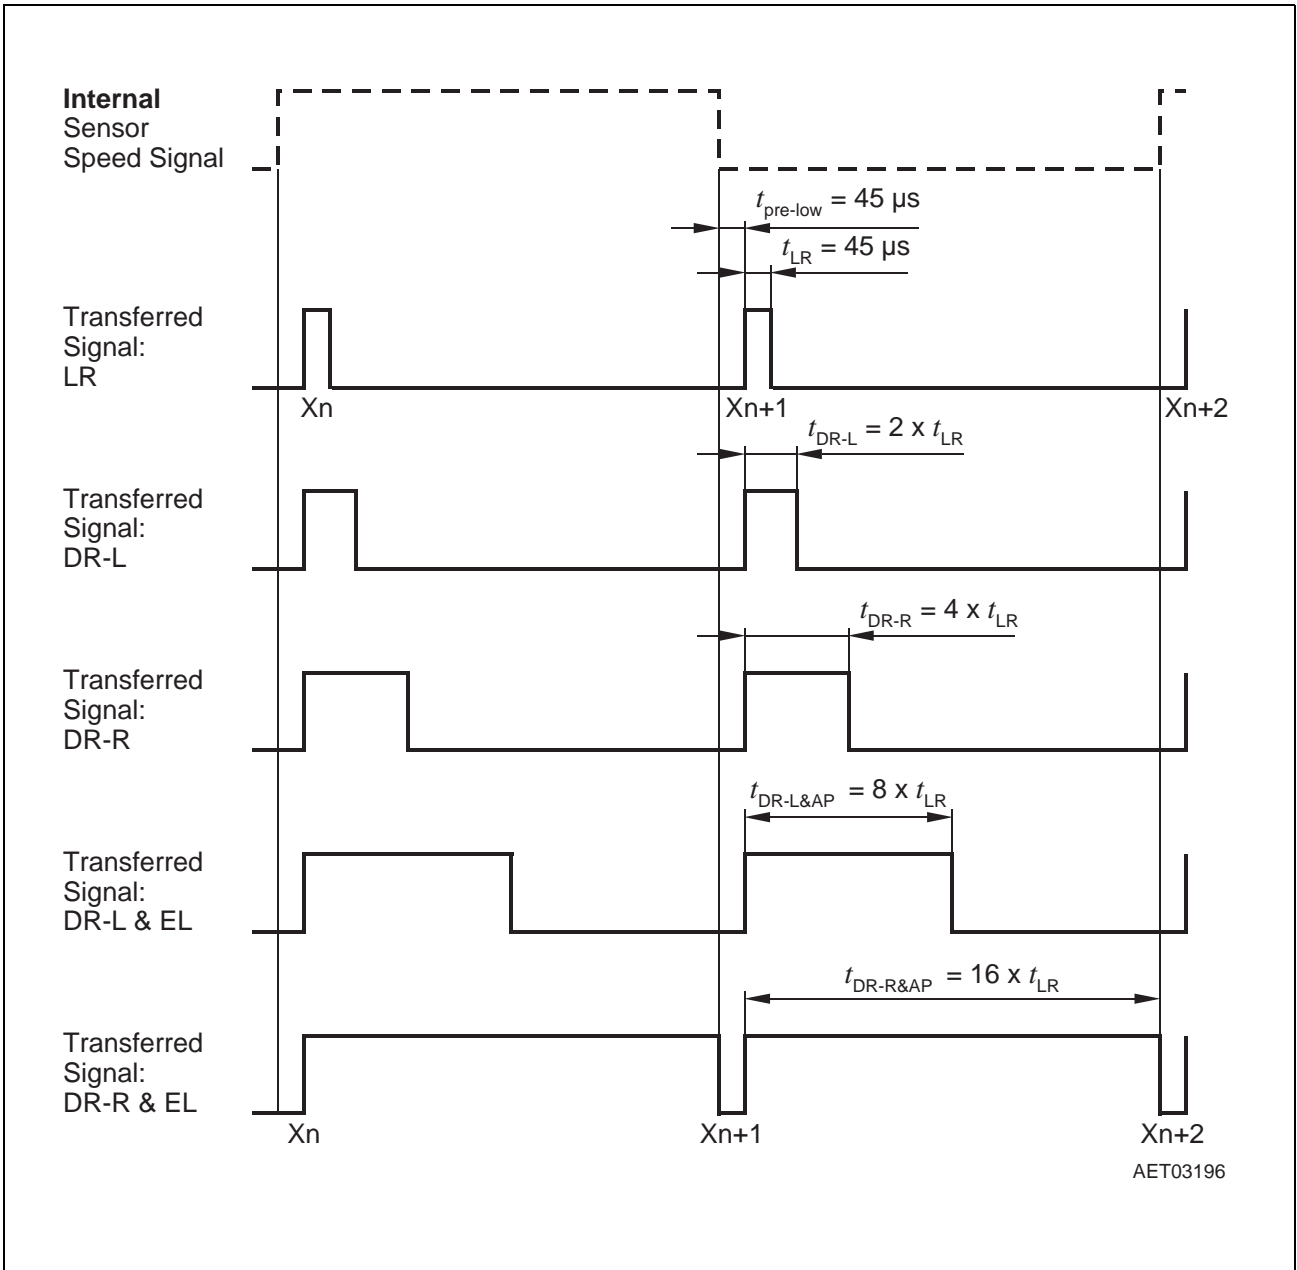 Internal
Sensor
Speed Signal
tpre-low = 45 µs
tLR = 45 µs
Transferred
Signal:
LR
Xn
Xn+1
Xn+2
tDR-L = 2 x tLR
Transferred
Signal:
DR-L
tDR-R = 4 x tLR
Transferred
Signal:
DR-R
tDR-L&AP = 8 x tLR
Transferred
Signal:
DR-L & EL
tDR-R&AP = 16 x tLR
Transferred
Signal:
DR-R & EL
Xn
Xn+1
Xn+2
AET03196